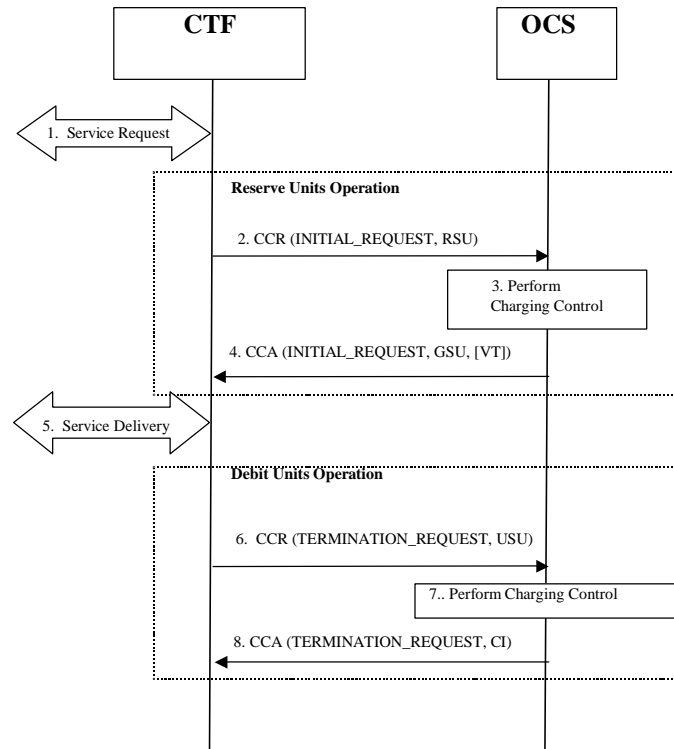 CTF
OCS
1. Service Request
Reserve Units Operation
2. CCR (INITIAL_REQUEST, RSU)
3. Perform
Charging Control
4. CCA (INITIAL_REQUEST, GSU, [VT])
5. Service Delivery
Debit Units Operation
6. CCR (TERMINATION_REQUEST, USU)
7.. Perform Charging Control
8. CCA (TERMINATION_REQUEST, CI)